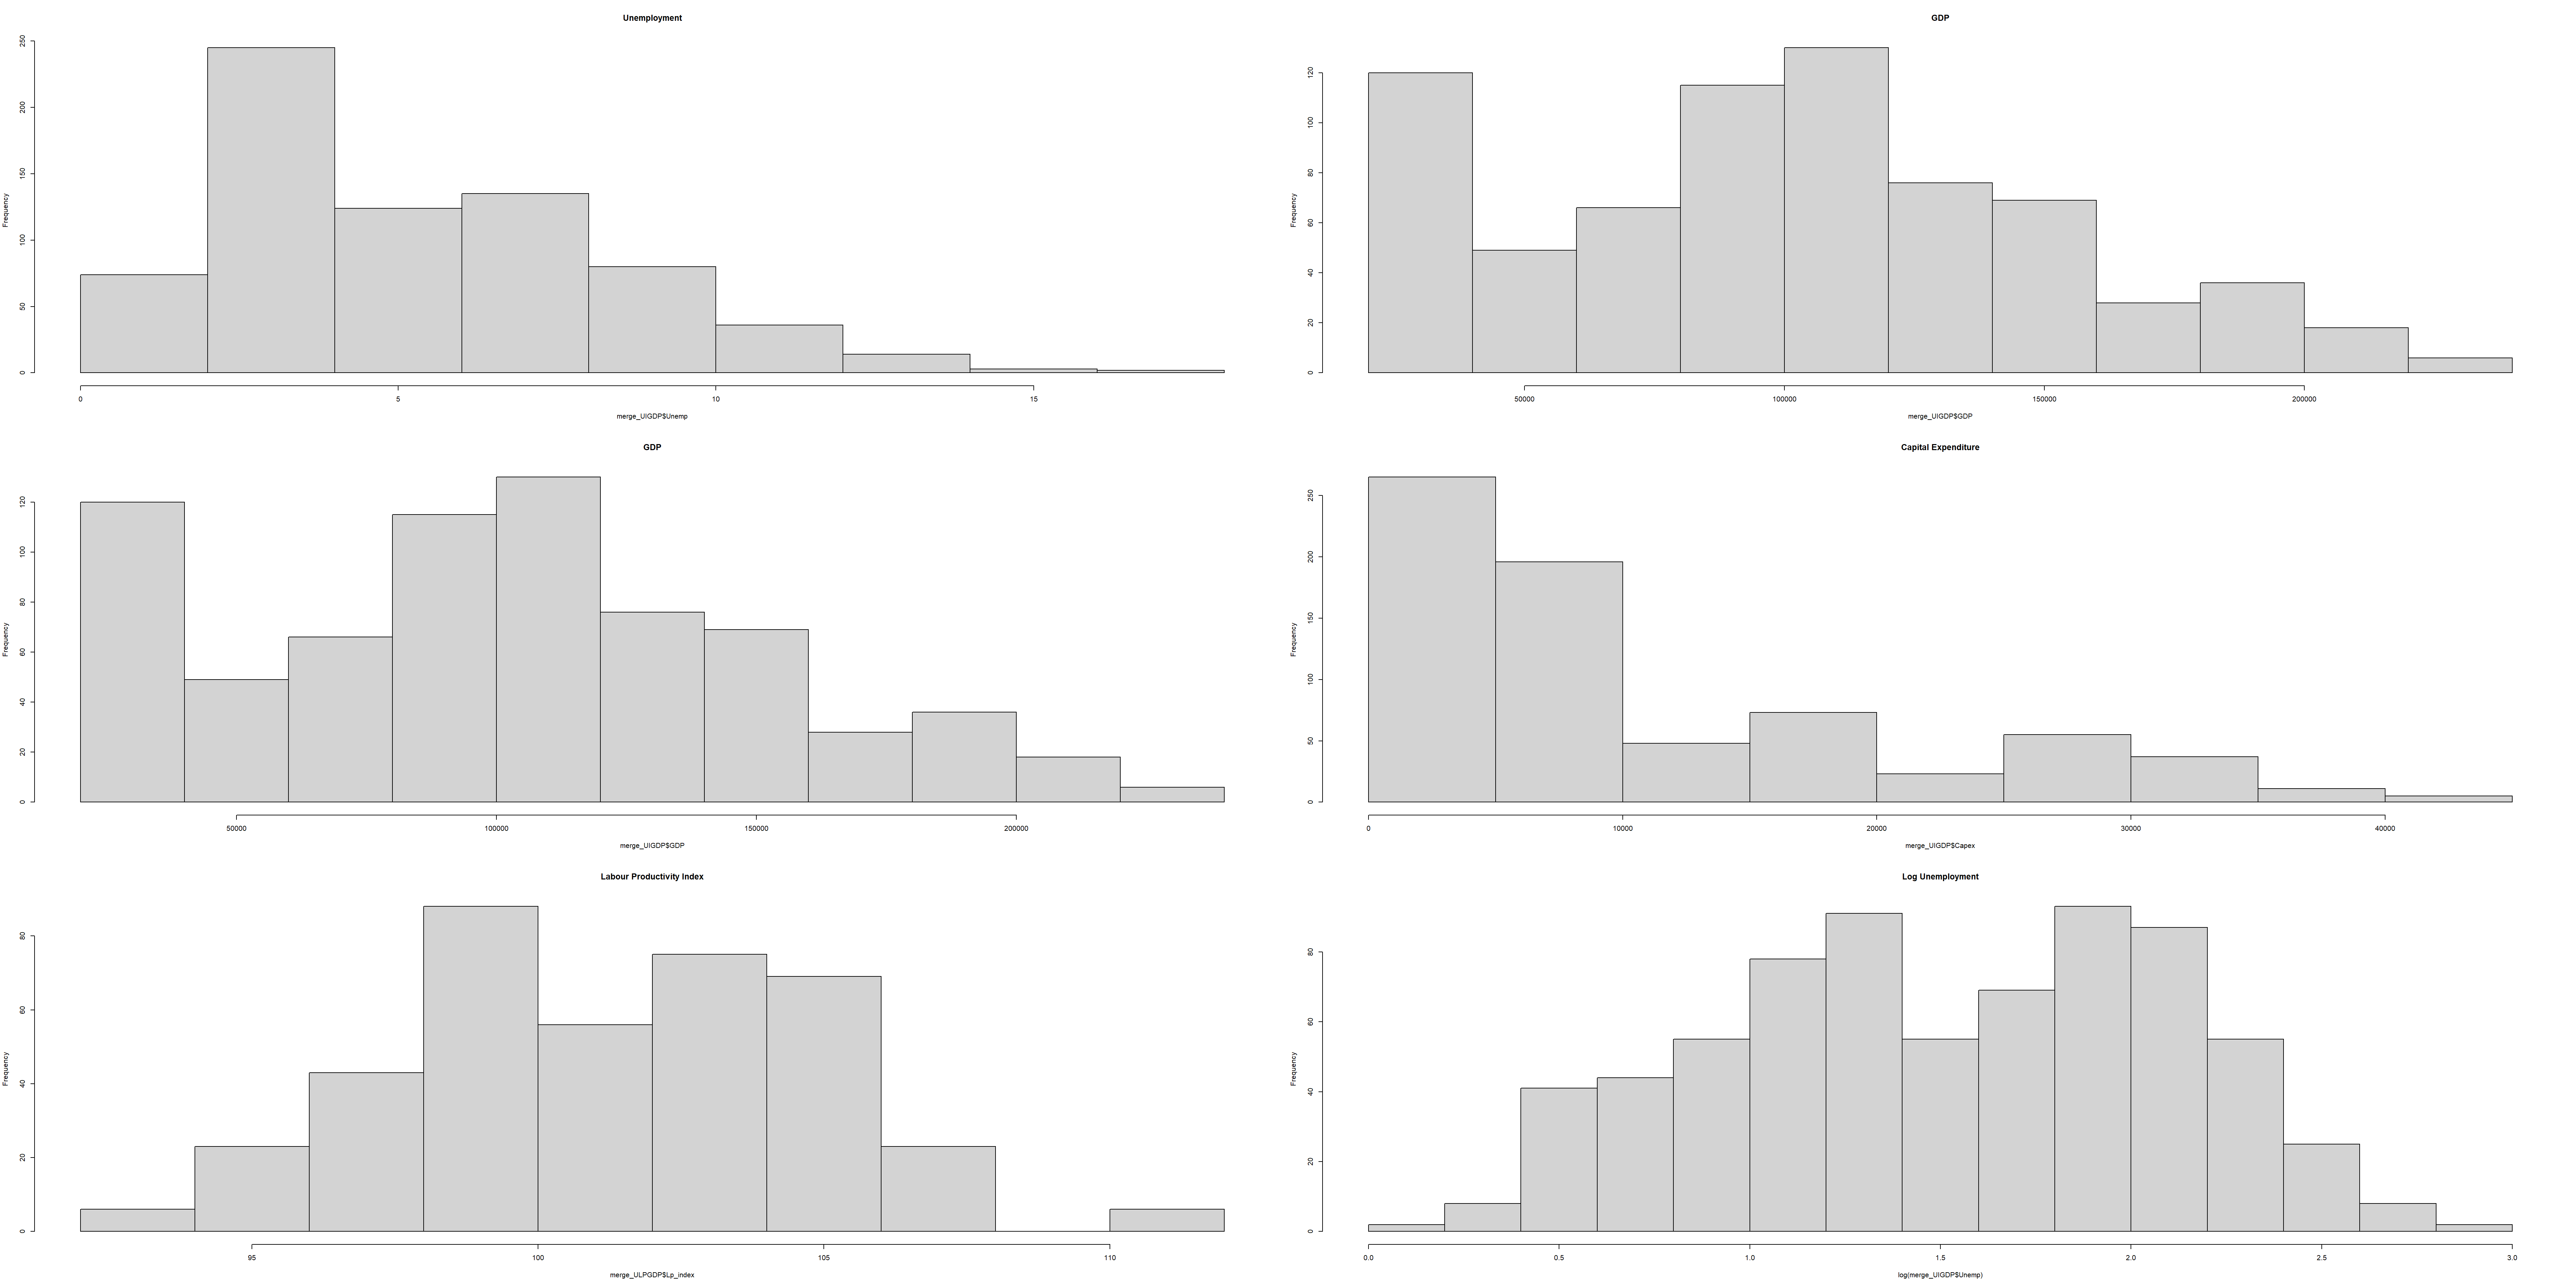 Unemployment
Frequency
250
200
150
100
50
0
0 5 10 15
merge_UIGDP$Unemp
GDP
Frequency
120
100
80
60
40
20
0
50000 100000 150000 200000
merge_UIGDP$GDP
GDP
Frequency
120
100
80
60
40
20
0
50000 100000 150000 200000
merge_UIGDP$GDP
Capital Expenditure
Frequency
250
200
150
100
50
0
0 10000 20000 30000 40000
merge_UIGDP$Capex
Labour Productivity Index
Frequency
80
60
40
20
0
95 100 105 110
merge_ULPGDP$Lp_index
Log Unemployment
Frequency
80
60
40
20
0
0.0 0.5 1.0 1.5 2.0 2.5 3.0
log(merge_UIGDP$Unemp)